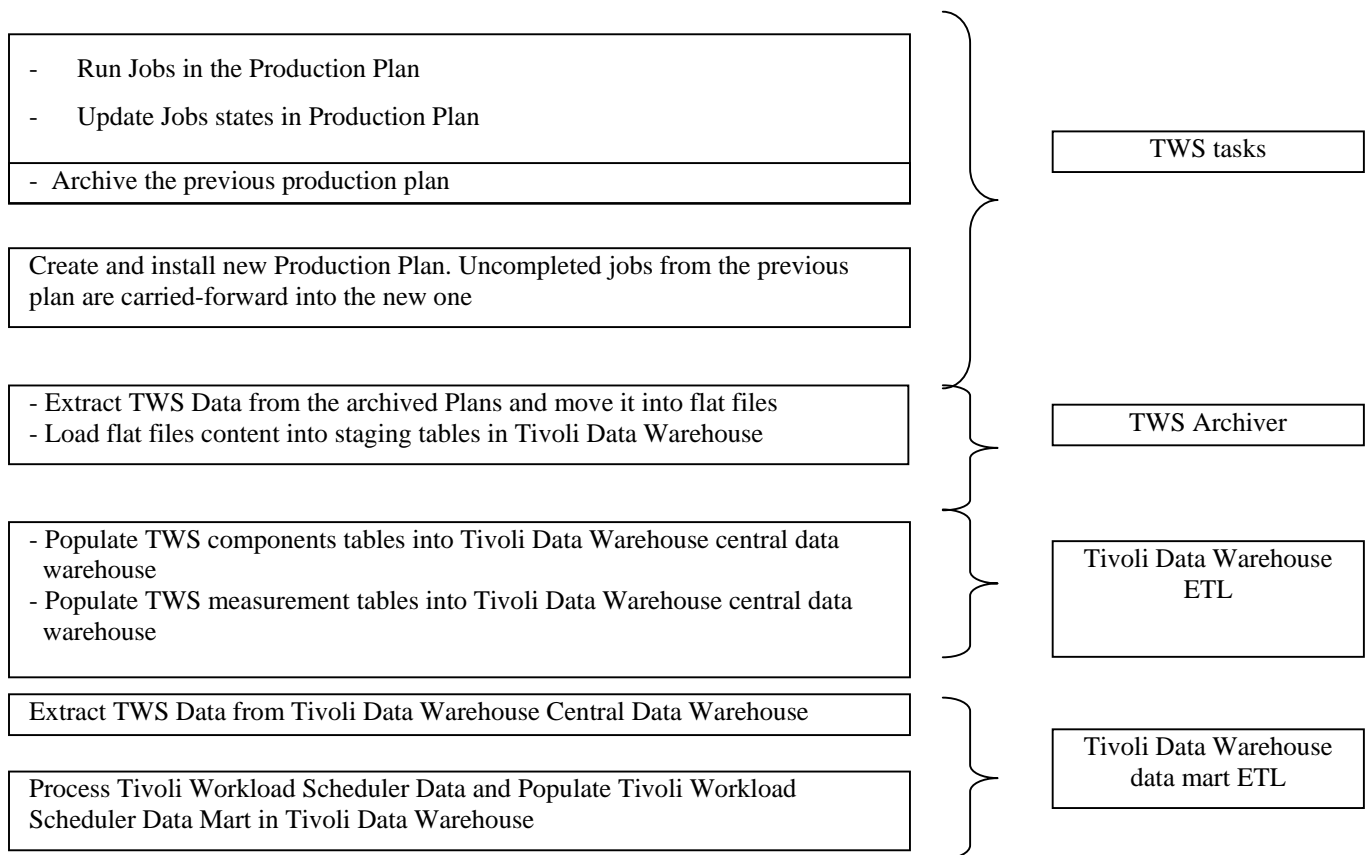 - Run Jobs in the Production Plan
- Update Jobs states in Production Plan
- Archive the previous production plan
TWS tasks
Create and install new Production Plan. Uncompleted jobs from the previous
plan are carried-forward into the new one
- Extract TWS Data from the archived Plans and move it into flat files
- Load flat files content into staging tables in Tivoli Data Warehouse
TWS Archiver
- Populate TWS components tables into Tivoli Data Warehouse central data
warehouse
- Populate TWS measurement tables into Tivoli Data Warehouse central data
warehouse
Tivoli Data Warehouse
ETL
Extract TWS Data from Tivoli Data Warehouse Central Data Warehouse
Process Tivoli Workload Scheduler Data and Populate Tivoli Workload
Scheduler Data Mart in Tivoli Data Warehouse
Tivoli Data Warehouse
data mart ETL